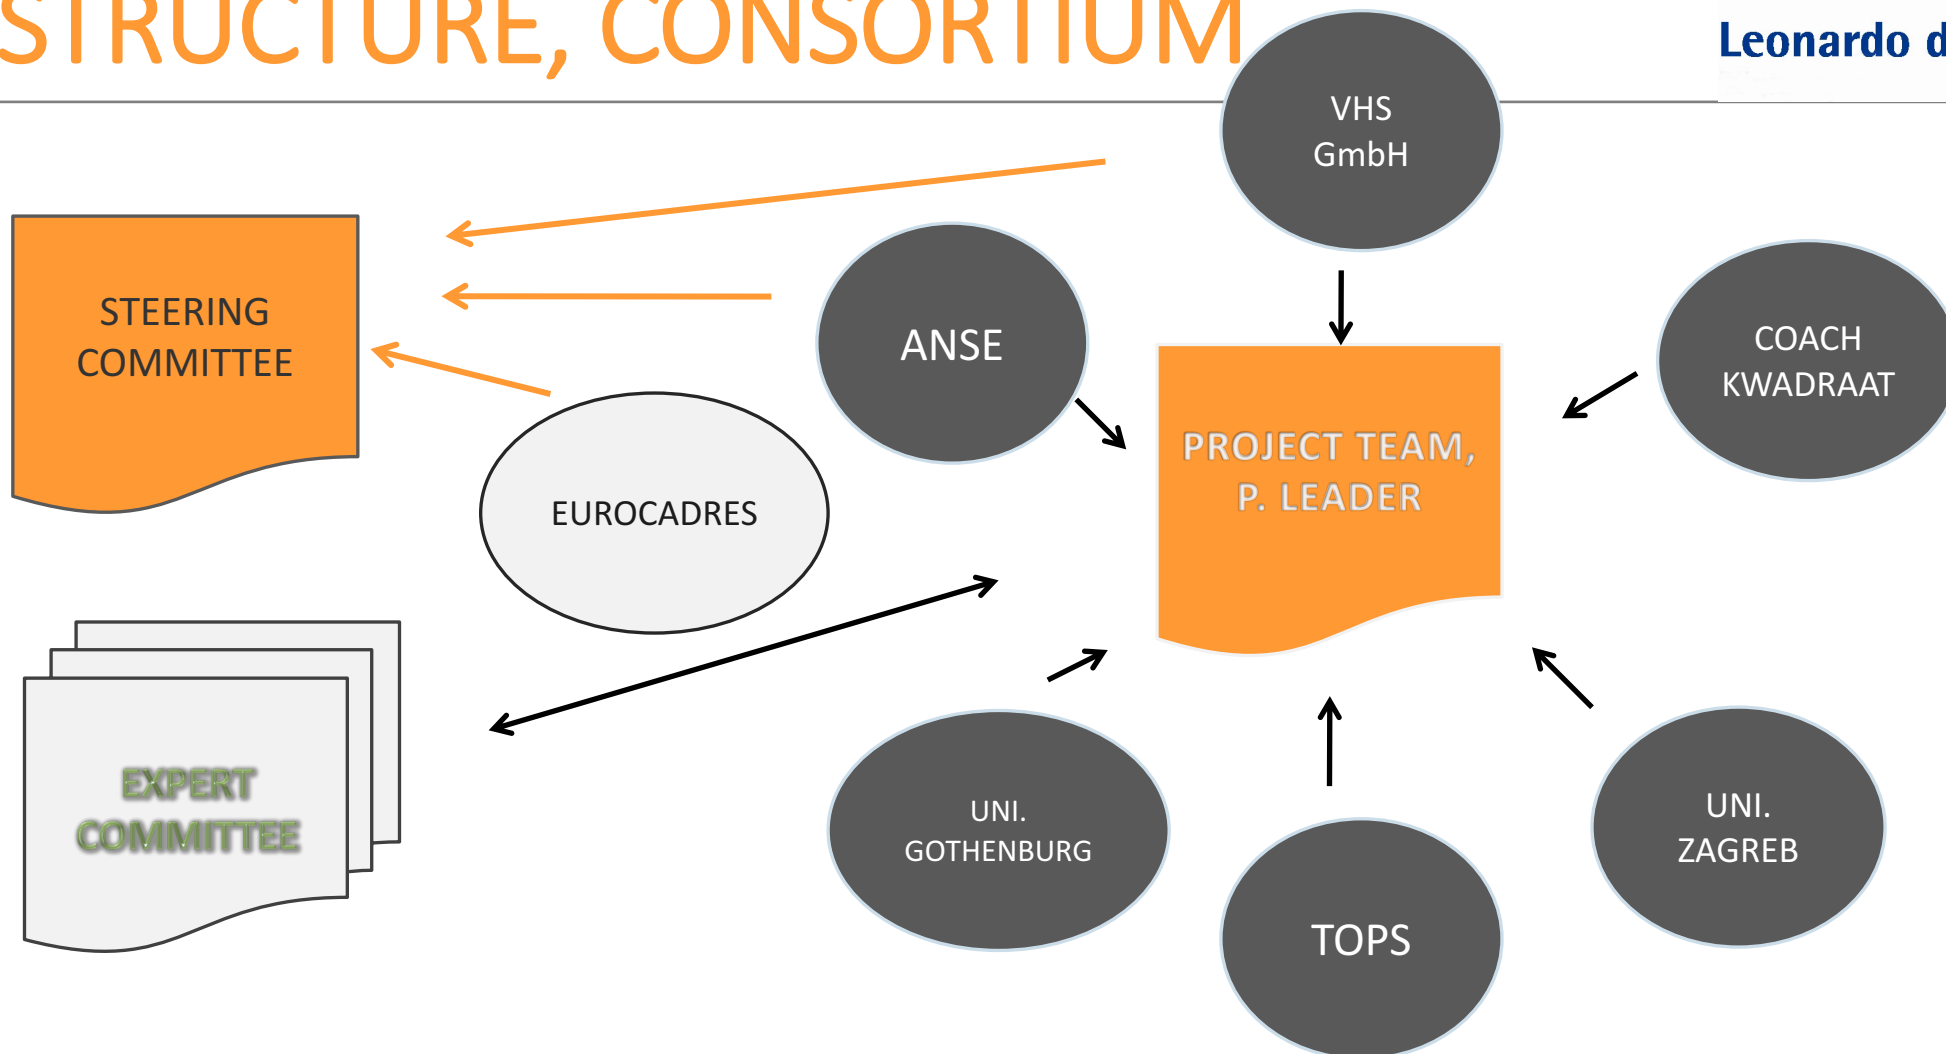 STRUCTURE, CONSORTIUM
Leonardo d
VHS
GmbH
STEERING
COMMITTEE
ANSE
COACH
KWADRAAT
PROJECT TEAM,
P. LEADER
EUROCADRES
EXPERT
COMMITTEE
UNI.
GOTHENBURG
TOPS
UNI.
ZAGREB